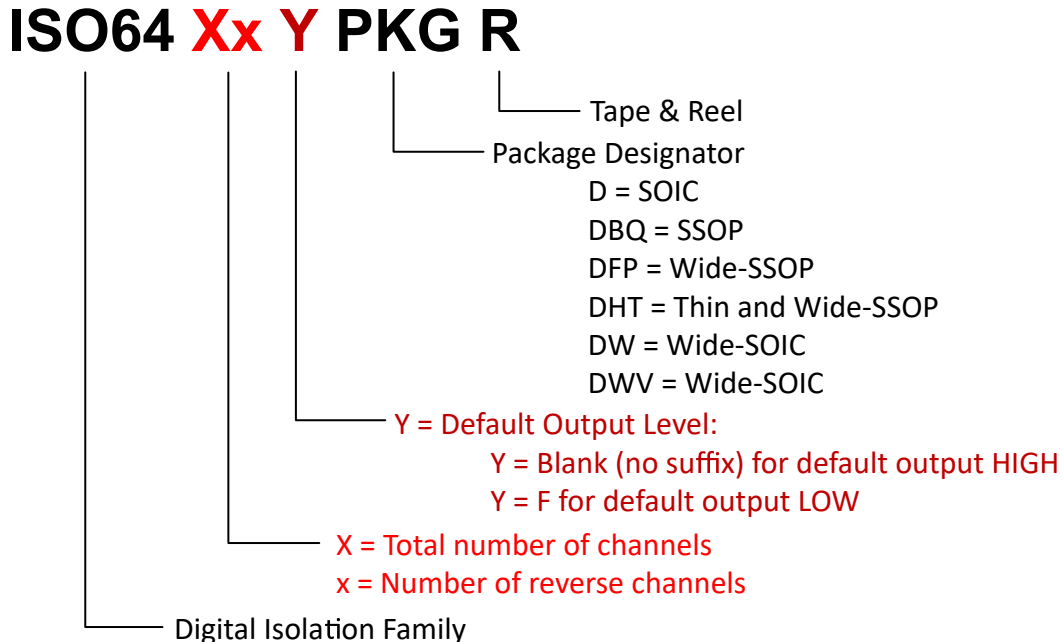 ISO64 Xx Y PKG R
Tape & Reel
Package Designator
D = SOIC
DBQ = SSOP
DFP = Wide-SSOP
DHT = Thin and Wide-SSOP
DW = Wide-SOIC
DWV = Wide-SOIC
Y = Default Output Level:
Y = Blank (no suffix) for default output HIGH
Y = F for default output LOW
X = Total number of channels
x = Number of reverse channels
Digital Isolation Family